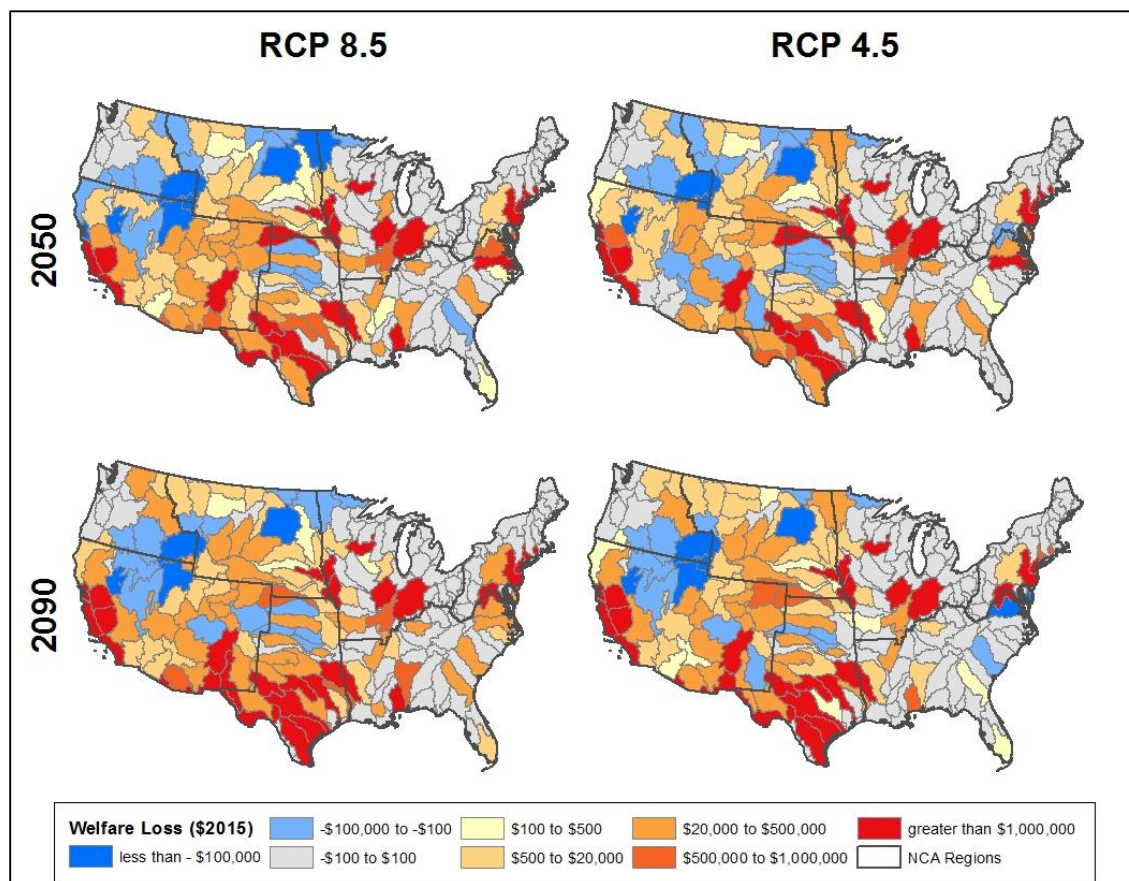 RCP 8.5
RCP 4.5
2050
2090
Welfare Loss ($2015)
less than - $100,000
-$100,000 to -$100
-$100 to $100
$100 to $500
$500 to $20,000
$20,000 to $500,000
$500,000 to $1,000,000
greater than $1,000,000
NCA Regions